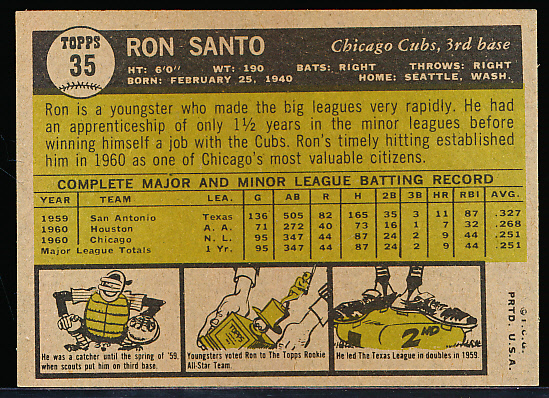 TOPPS
35
RON SANTO
Chicago Cubs, 3rd base
HT: 6'0" WT: 190 BATS: RIGHT THROWS: RIGHT
BORN: FEBRUARY 25, 1940 HOME: SEATTLE, WASH.
Ron is a youngster who made the big leagues very rapidly. He had
an apprenticeship of only 1½ years in the minor leagues before
winning himself a job with the Cubs. Ron's timely hitting established
him in 1960 as one of Chicago's most valuable citizens.
COMPLETE MAJOR AND MINOR LEAGUE BATTING RECORD
YEAR TEAM LEA. G AB R H 2B 3B HR RBI AVG.
1959 San Antonio Texas 136 505 82 165 35 3 11 87 .327
1960 Houston A. A. 71 272 40 73 16 1 7 32 .268
1960 Chicago N. L. 95 347 44 87 24 2 9 44 .251
Major League Totals 1 Yr. 95 347 44 87 24 2 9 44 .251
He was a catcher until the spring of '59,
when scouts put him on third base.
Youngsters voted Ron to The Topps Rookie
All-Star Team.
2ND
He led The Texas League in doubles in 1959.
©T.C.G.
PRTD. U.S.A.